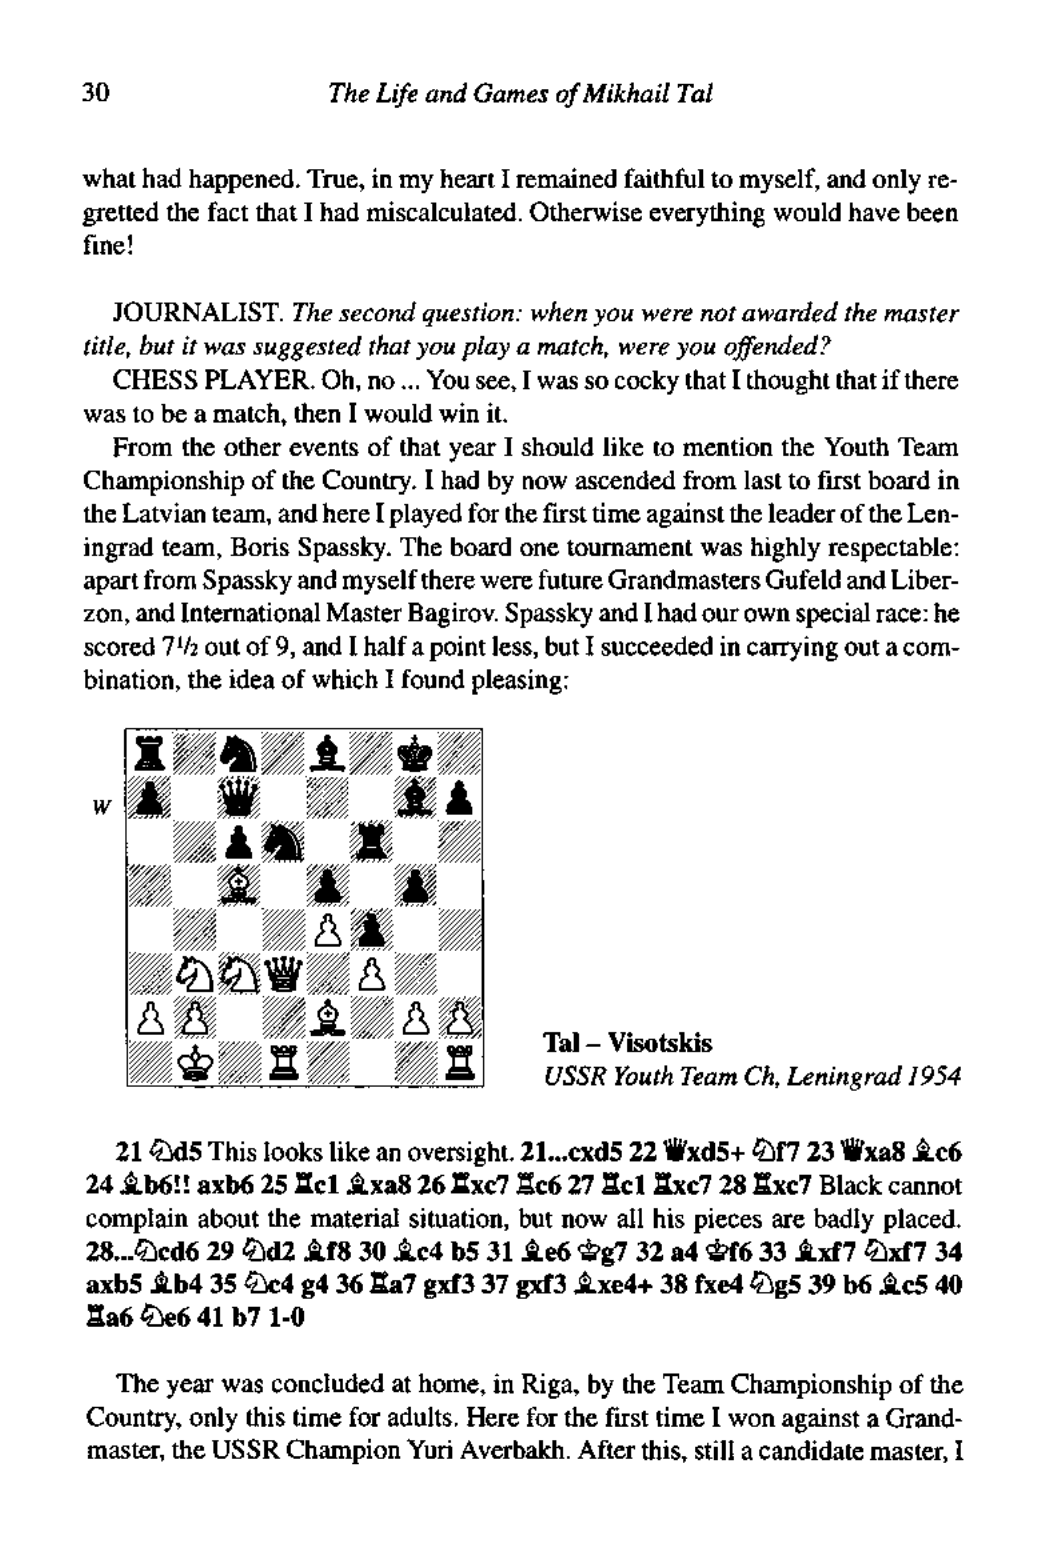 30 The Life and Games of Mikhail Tal
what had happened. True, in my heart I remained faithful to myself, and only re-
gretted the fact that I had miscalculated. Otherwise everything would have been
fine!
JOURNALIST. The second question: when you were not awarded the master
title, but it was suggested that you play a match, were you offended?
CHESS PLAYER. Oh, no ... You see, I was so cocky that I thought that if there
was to be a match, then I would win it.
From the other events of that year I should like to mention the Youth Team
Championship of the Country. I had by now ascended from last to first board in
the Latvian team, and here I played for the first time against the leader of the Len-
ingrad team, Boris Spassky. The board one tournament was highly respectable:
apart from Spassky and myself there were future Grandmasters Gufeld and Liber-
zon, and International Master Bagirov. Spassky and I had our own special race: he
scored 7½ out of 9, and I half a point less, but I succeeded in carrying out a com-
bination, the idea of which I found pleasing:
W
Tal – Visotskis
USSR Youth Team Ch, Leningrad 1954
21 ♘d5 This looks like an oversight. 21...cxd5 22 ♕xd5+ ♘f7 23 ♕xa8 ♗c6
24 ♗b6!! axb6 25 ♖c1 ♗xa8 26 ♖xc7 ♖c6 27 ♖c1 ♖xc7 28 ♖xc7 Black cannot
complain about the material situation, but now all his pieces are badly placed.
28...♘cd6 29 ♘d2 ♗f8 30 ♗c4 b5 31 ♗e6 ♔g7 32 a4 ♔f6 33 ♗xf7 ♘xf7 34
axb5 ♗b4 35 ♘c4 g4 36 ♖a7 gxf3 37 gxf3 ♗xe4+ 38 fxe4 ♘g5 39 b6 ♗c5 40
♖a6 ♘e6 41 b7 1-0
The year was concluded at home, in Riga, by the Team Championship of the
Country, only this time for adults. Here for the first time I won against a Grand-
master, the USSR Champion Yuri Averbakh. After this, still a candidate master, I